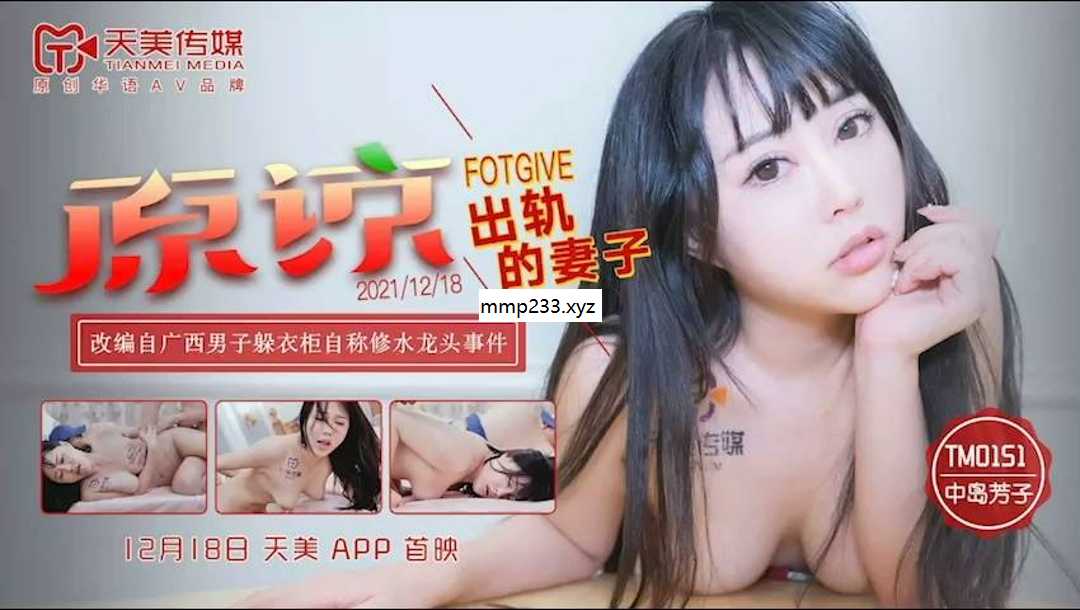 天美传媒
TIANMEI MEDIA
原创华语AV品牌
原谅
FOTGIVE
出轨
的妻子
2021/12/18
mmp233.xyz
改编自广西男子躲衣柜自称修水龙头事件
TM0151
中岛芳子
12月18日 天美 APP 首映